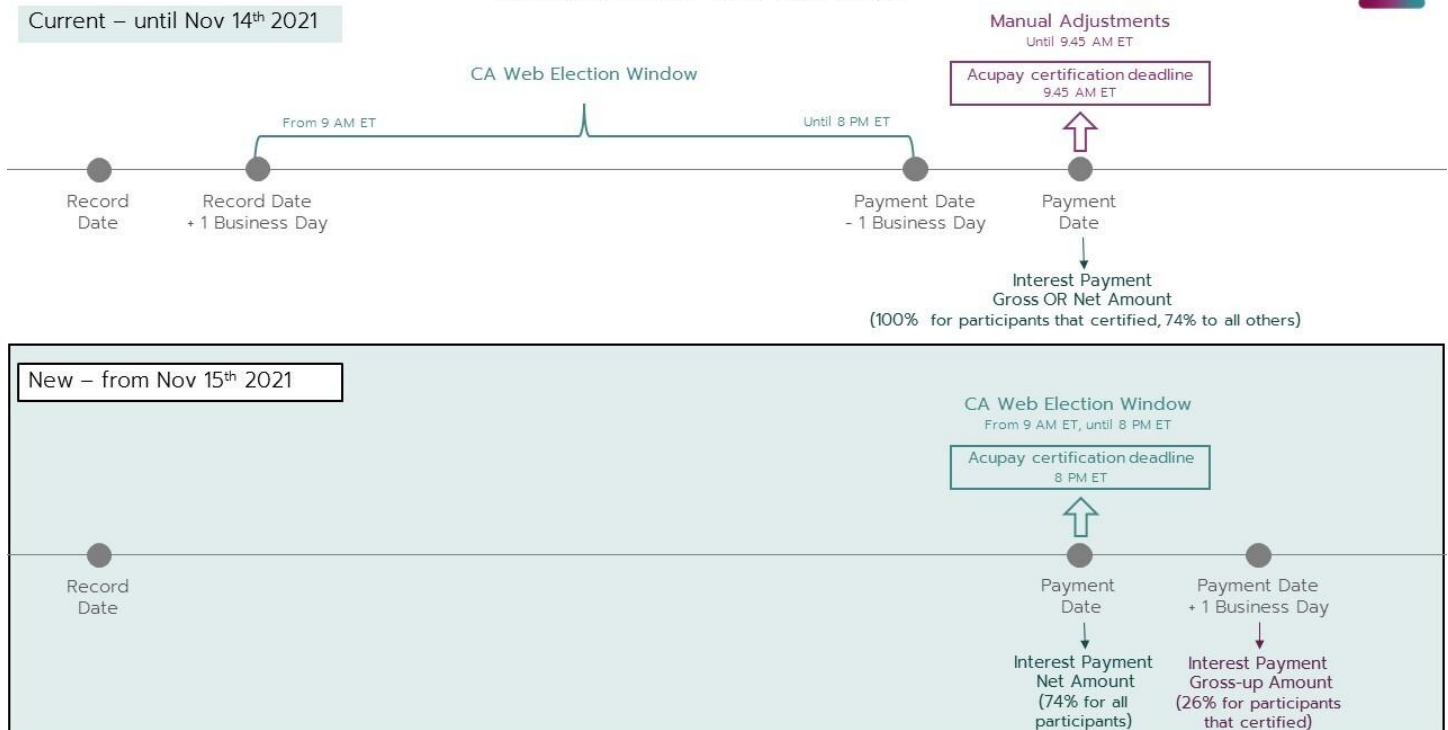 Current – until Nov 14th 2021
Manual Adjustments
Until 9.45 AM ET
CA Web Election Window
Acupay certification deadline
9.45 AM ET
From 9 AM ET
Until 8 PM ET
Record
Date
Record Date
+ 1 Business Day
Payment Date
- 1 Business Day
Payment
Date
Interest Payment
Gross OR Net Amount
(100% for participants that certified, 74% to all others)
New – from Nov 15th 2021
CA Web Election Window
From 9 AM ET, until 8 PM ET
Acupay certification deadline
8 PM ET
Record
Date
Payment
Date
Payment Date
+ 1 Business Day
Interest Payment
Net Amount
(74% for all
participants)
Interest Payment
Gross-up Amount
(26% for participants
that certified)